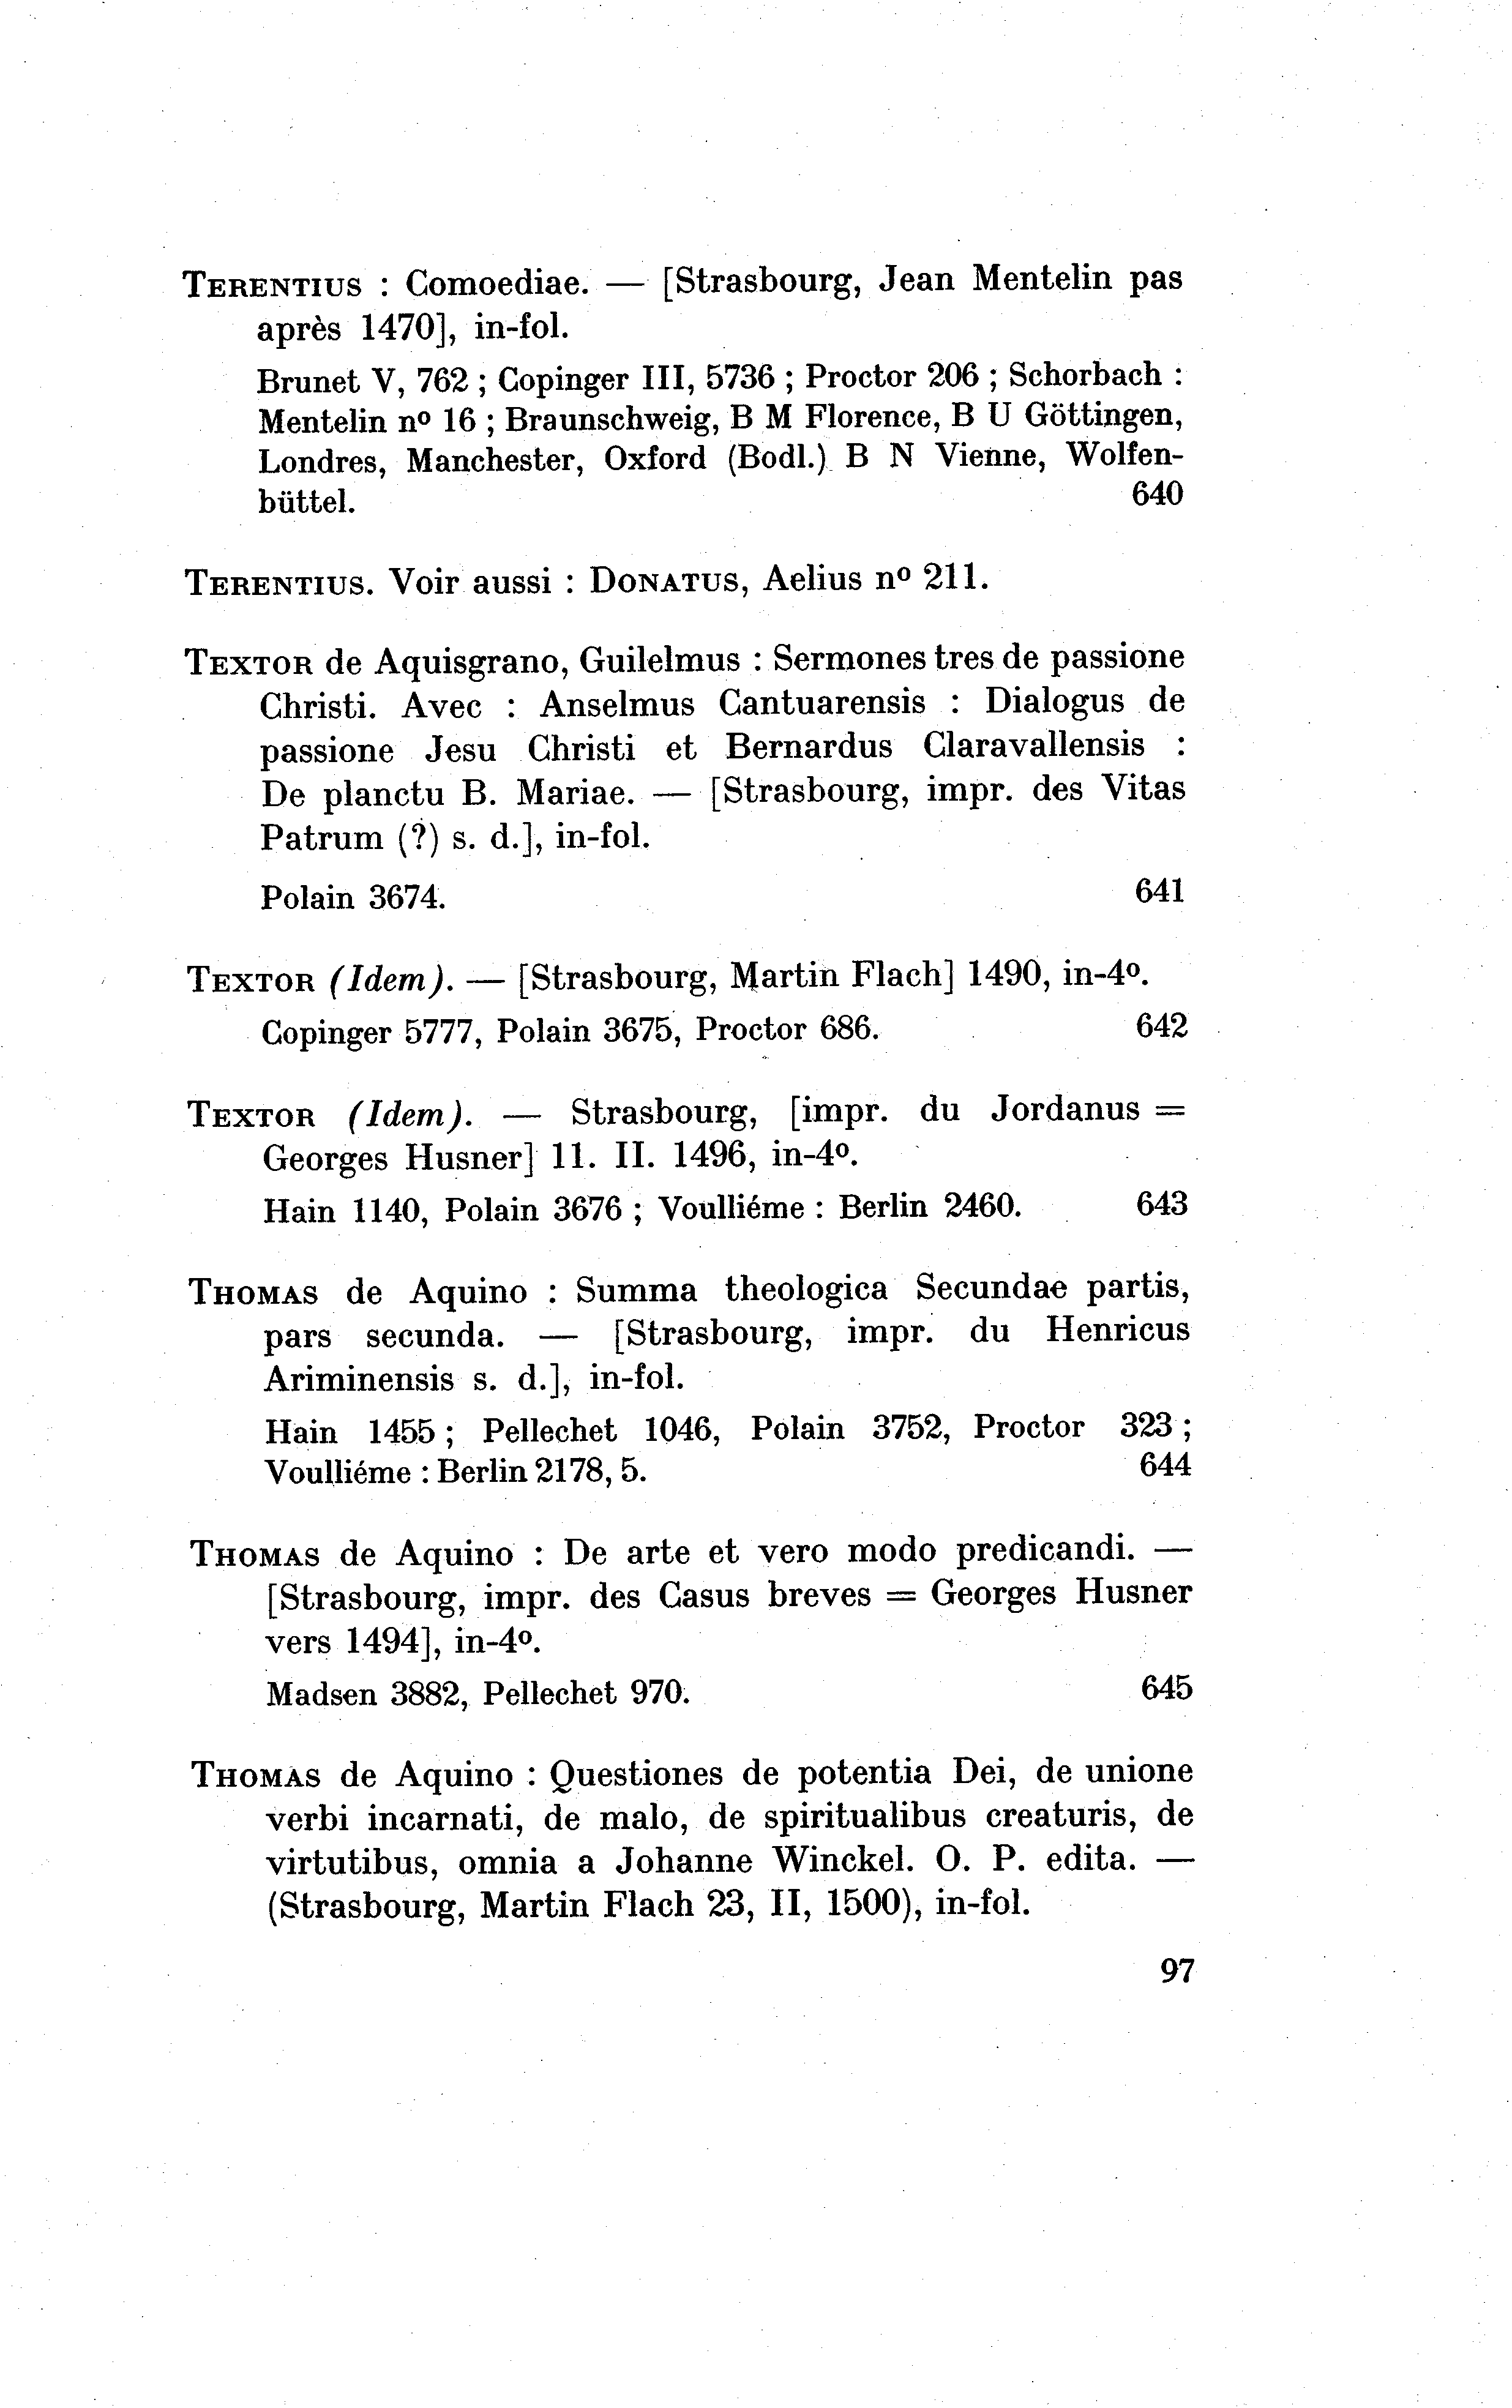 TERENTIUS : Comoediae. — [Strasbourg, Jean Mentelin pas
après 1470], in-fol.
Brunet V, 762 ; Copinger III, 5736 ; Proctor 206 ; Schorbach :
Mentelin nº 16 ; Braunschweig, B M Florence, B U Göttingen,
Londres, Manchester, Oxford (Bodl.) B N Vienne, Wolfen-
büttel. 640
TERENTIUS. Voir aussi : DONATUS, Aelius nº 211.
TEXTOR de Aquisgrano, Guilelmus : Sermones tres de passione
Christi. Avec : Anselmus Cantuarensis : Dialogus de
passione Jesu Christi et Bernardus Claravallensis :
De planctu B. Mariae. — [Strasbourg, impr. des Vitas
Patrum (?) s. d.], in-fol.
Polain 3674. 641
TEXTOR (Idem). — [Strasbourg, Martin Flach] 1490, in-4º.
Copinger 5777, Polain 3675, Proctor 686. 642
TEXTOR (Idem). — Strasbourg, [impr. du Jordanus =
Georges Husner] 11. II. 1496, in-4º.
Hain 1140, Polain 3676 ; Voulliéme : Berlin 2460. 643
THOMAS de Aquino : Summa theologica Secundae partis,
pars secunda. — [Strasbourg, impr. du Henricus
Ariminensis s. d.], in-fol.
Hain 1455 ; Pellechet 1046, Polain 3752, Proctor 323 ;
Voulliéme : Berlin 2178, 5. 644
THOMAS de Aquino : De arte et vero modo predicandi. —
[Strasbourg, impr. des Casus breves = Georges Husner
vers 1494], in-4º.
Madsen 3882, Pellechet 970. 645
THOMAS de Aquino : Questiones de potentia Dei, de unione
verbi incarnati, de malo, de spiritualibus creaturis, de
virtutibus, omnia a Johanne Winckel. O. P. edita. —
(Strasbourg, Martin Flach 23, II, 1500), in-fol.
97